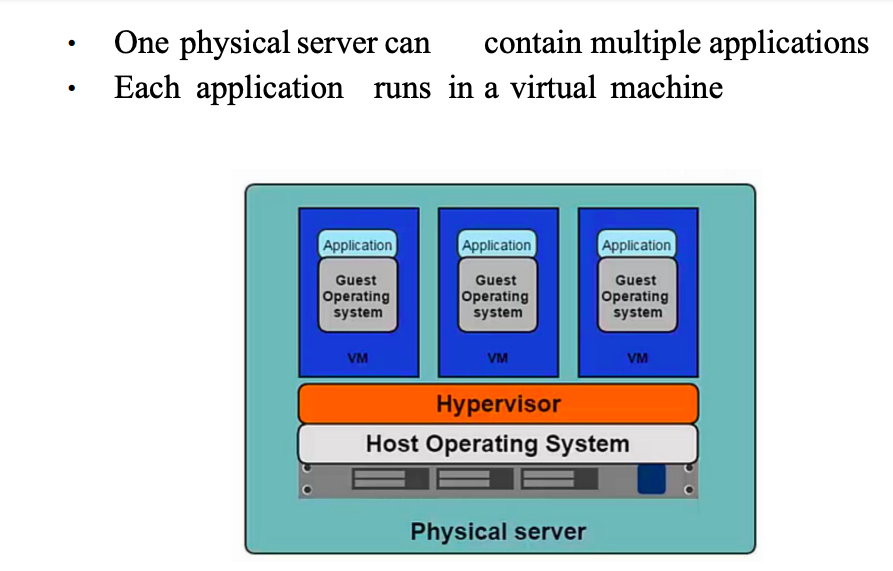 • One physical server can contain multiple applications
• Each application runs in a virtual machine
Application Application Application
Guest Guest Guest
Operating Operating Operating
system system system
VM VM VM
Hypervisor
Host Operating System
Physical server